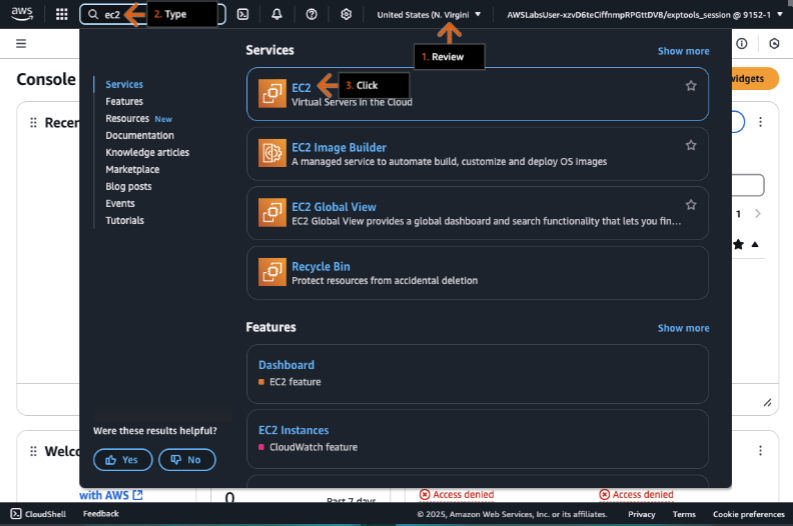 aws
ec2
2. Type
United States (N. Virgini
AWSLabsUser-xzvD6teCiffnmpRPGttDV8/exptools_session @ 9152-1
1. Review
Console
widgets
Recen
Services
Show more
Services
Features
Resources New
Documentation
Knowledge articles
Marketplace
Blog posts
Events
Tutorials
EC2
3. Click
Virtual Servers in the Cloud
EC2 Image Builder
A managed service to automate build, customize and deploy OS images
EC2 Global View
EC2 Global View provides a global dashboard and search functionality that lets you fin...
Recycle Bin
Protect resources from accidental deletion
1
Features
Show more
Dashboard
EC2 feature
EC2 Instances
CloudWatch feature
Were these results helpful?
Yes
No
Welco
with AWS
0
Past 7 days
Access denied
Access denied
CloudShell
Feedback
© 2025, Amazon Web Services, Inc. or its affiliates.
Privacy
Terms
Cookie preferences